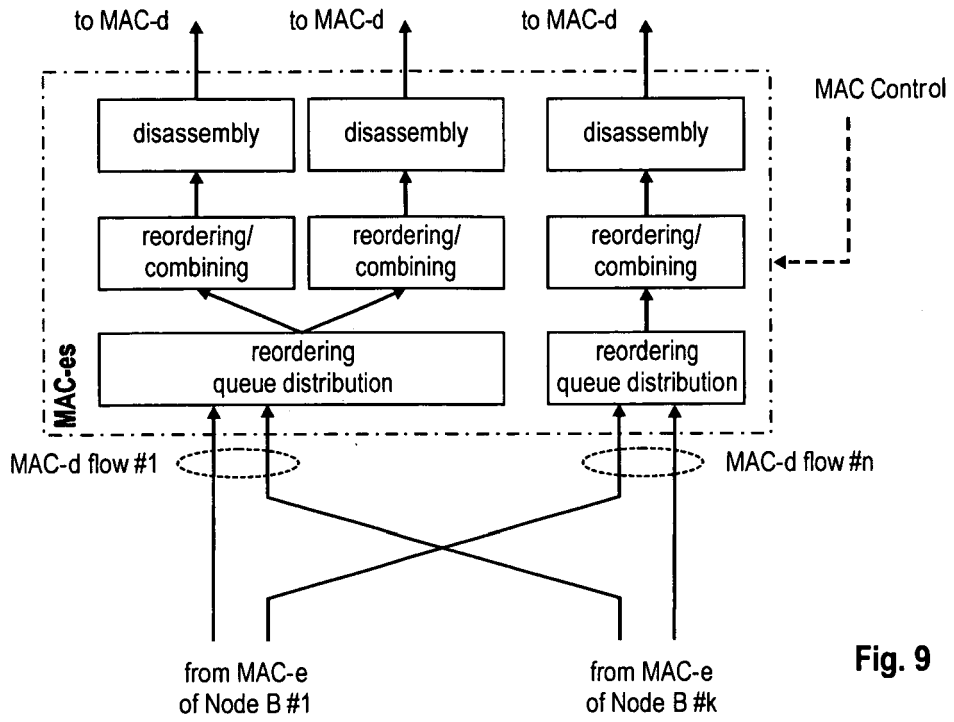 to MAC-d
to MAC-d
to MAC-d
MAC Control
disassembly
disassembly
disassembly
reordering/
combining
reordering/
combining
reordering/
combining
reordering
queue distribution
reordering
queue distribution
MAC-es
MAC-d flow #1
MAC-d flow #n
from MAC-e
of Node B #1
from MAC-e
of Node B #k
Fig. 9